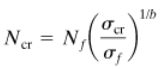 N_cr = N_f (σ_cr / σ_f)^1/b